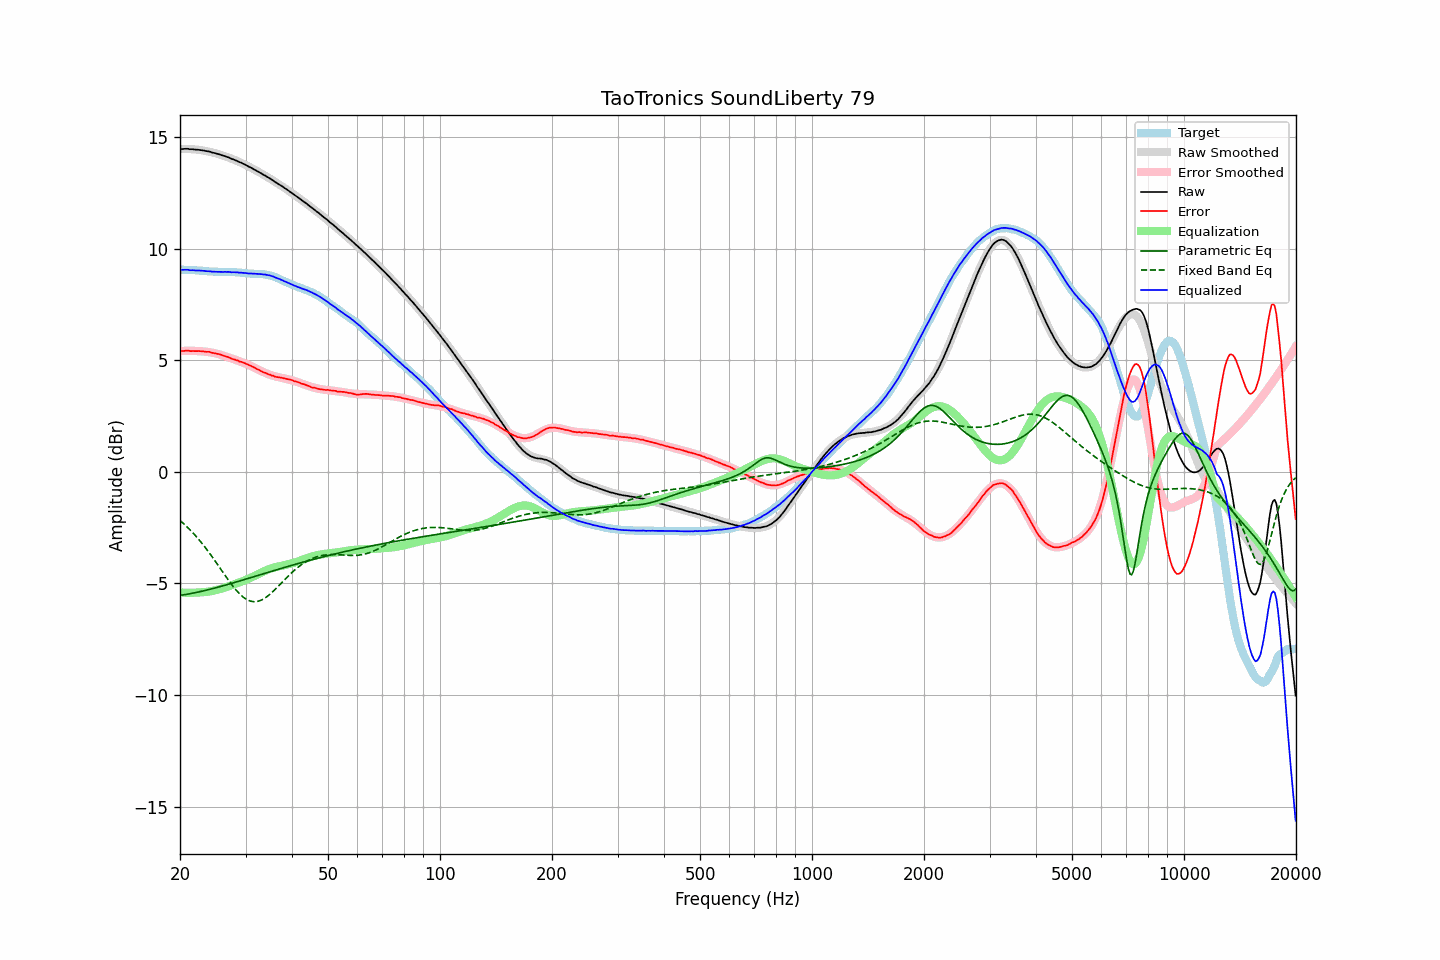 TaoTronics SoundLiberty 79
Target
Raw Smoothed
Error Smoothed
Raw
Error
Equalization
Parametric Eq
Fixed Band Eq
Equalized
15
10
5
0
−5
−10
−15
Amplitude (dBr)
20 50 100 200 500 1000 2000 5000 10000 20000
Frequency (Hz)